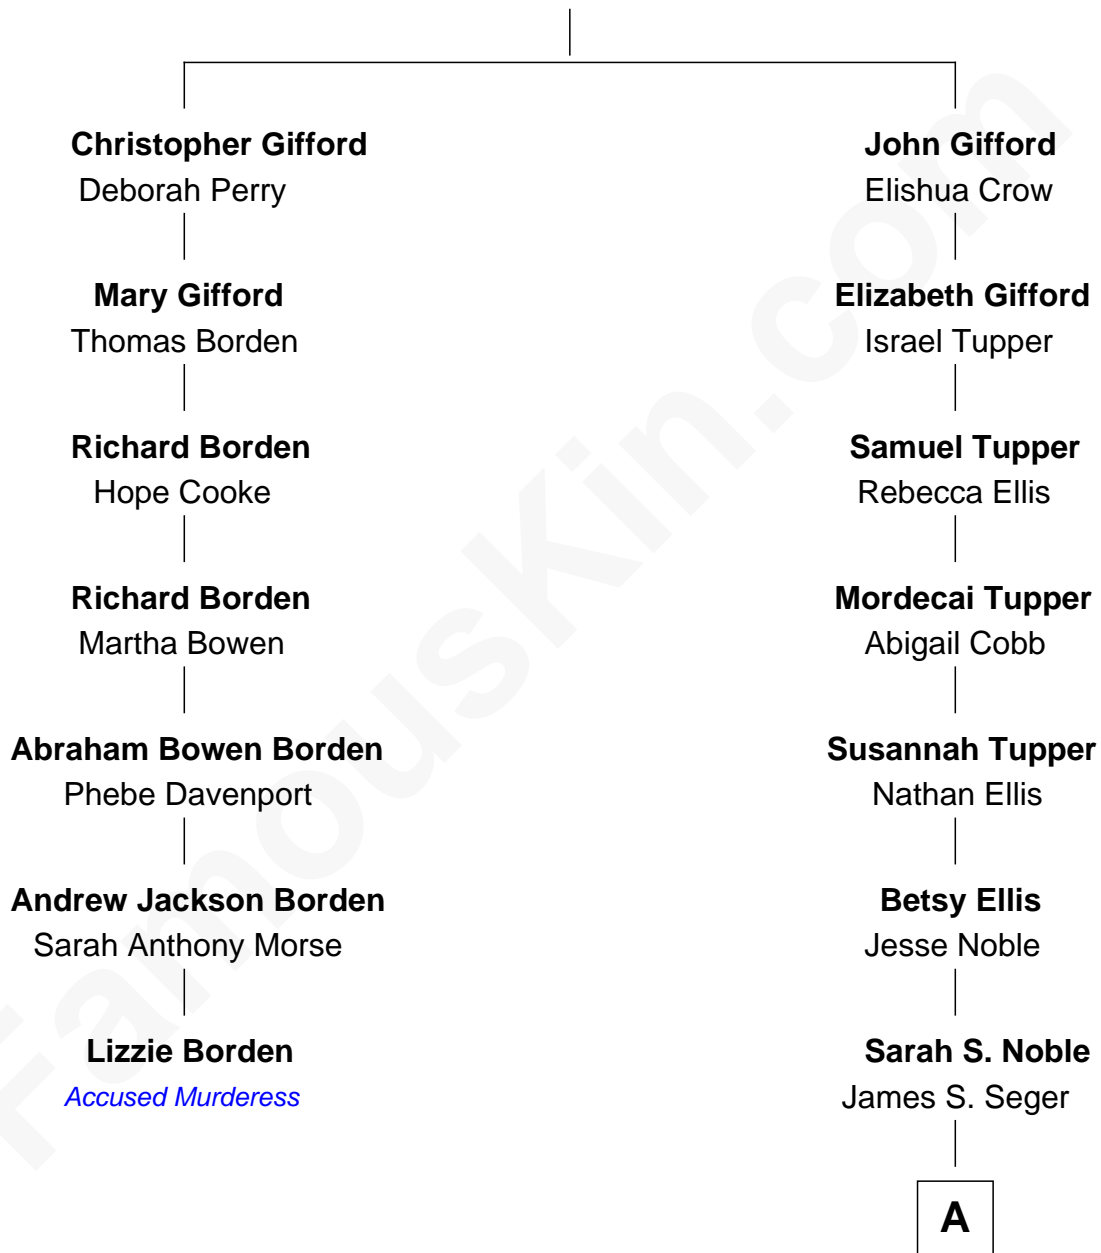 Christopher Gifford
Deborah Perry
Mary Gifford
Thomas Borden
Richard Borden
Hope Cooke
Richard Borden
Martha Bowen
Abraham Bowen Borden
Phebe Davenport
Andrew Jackson Borden
Sarah Anthony Morse
Lizzie Borden
Accused Murderess
John Gifford
Elishua Crow
Elizabeth Gifford
Israel Tupper
Samuel Tupper
Rebecca Ellis
Mordecai Tupper
Abigail Cobb
Susannah Tupper
Nathan Ellis
Betsy Ellis
Jesse Noble
Sarah S. Noble
James S. Seger
A
FamousKin.com